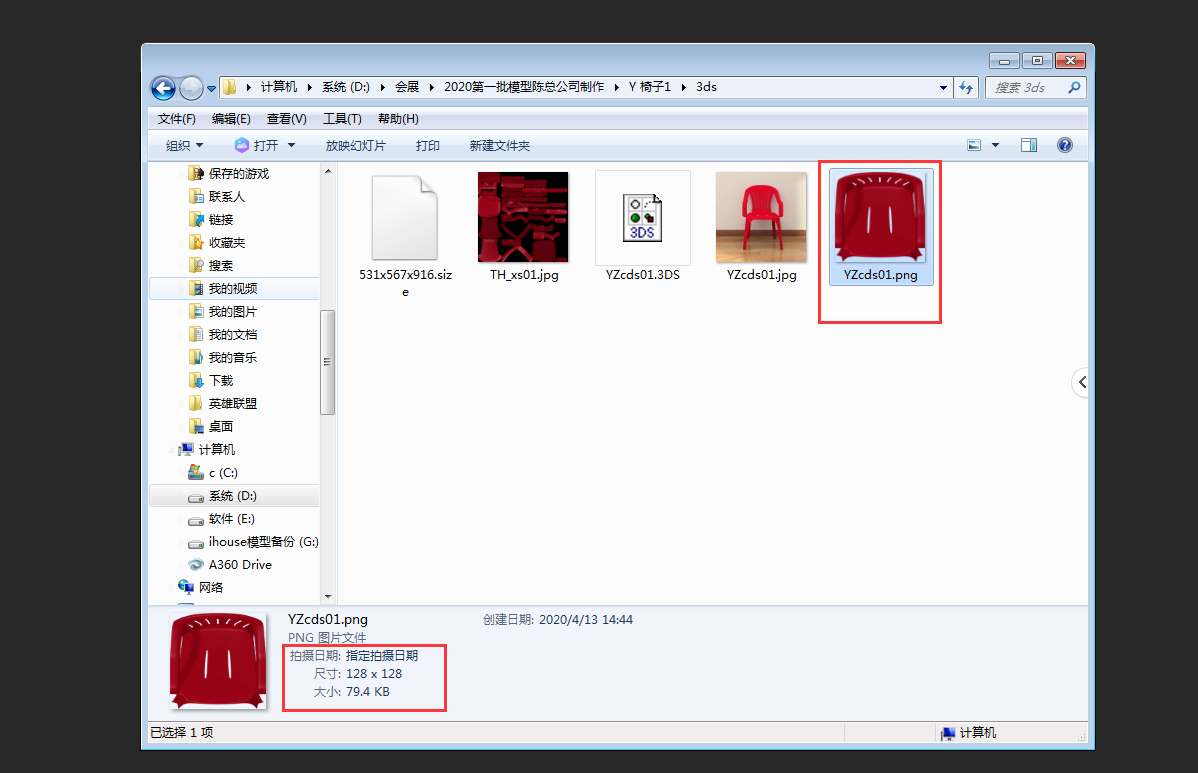 计算机 系统 (D:) 会展 2020第一批模型陈总公司制作 Y 椅子1 3ds 搜索 3ds
文件(F) 编辑(E) 查看(V) 工具(T) 帮助(H)
组织 打开 放映幻灯片 打印 新建文件夹
保存的游戏
联系人
链接
收藏夹
搜索
我的视频
我的图片
我的文档
我的音乐
下载
英雄联盟
桌面
计算机
c (C:)
系统 (D:)
软件 (E:)
ihouse模型备份 (G:)
A360 Drive
网络
531x567x916.siz
e
TH_xs01.jpg
3DS
YZcds01.3DS
YZcds01.jpg
YZcds01.png
YZcds01.png
PNG 图片文件
拍摄日期: 指定拍摄日期
尺寸: 128 x 128
大小: 79.4 KB
创建日期: 2020/4/13 14:44
已选择 1 项
计算机